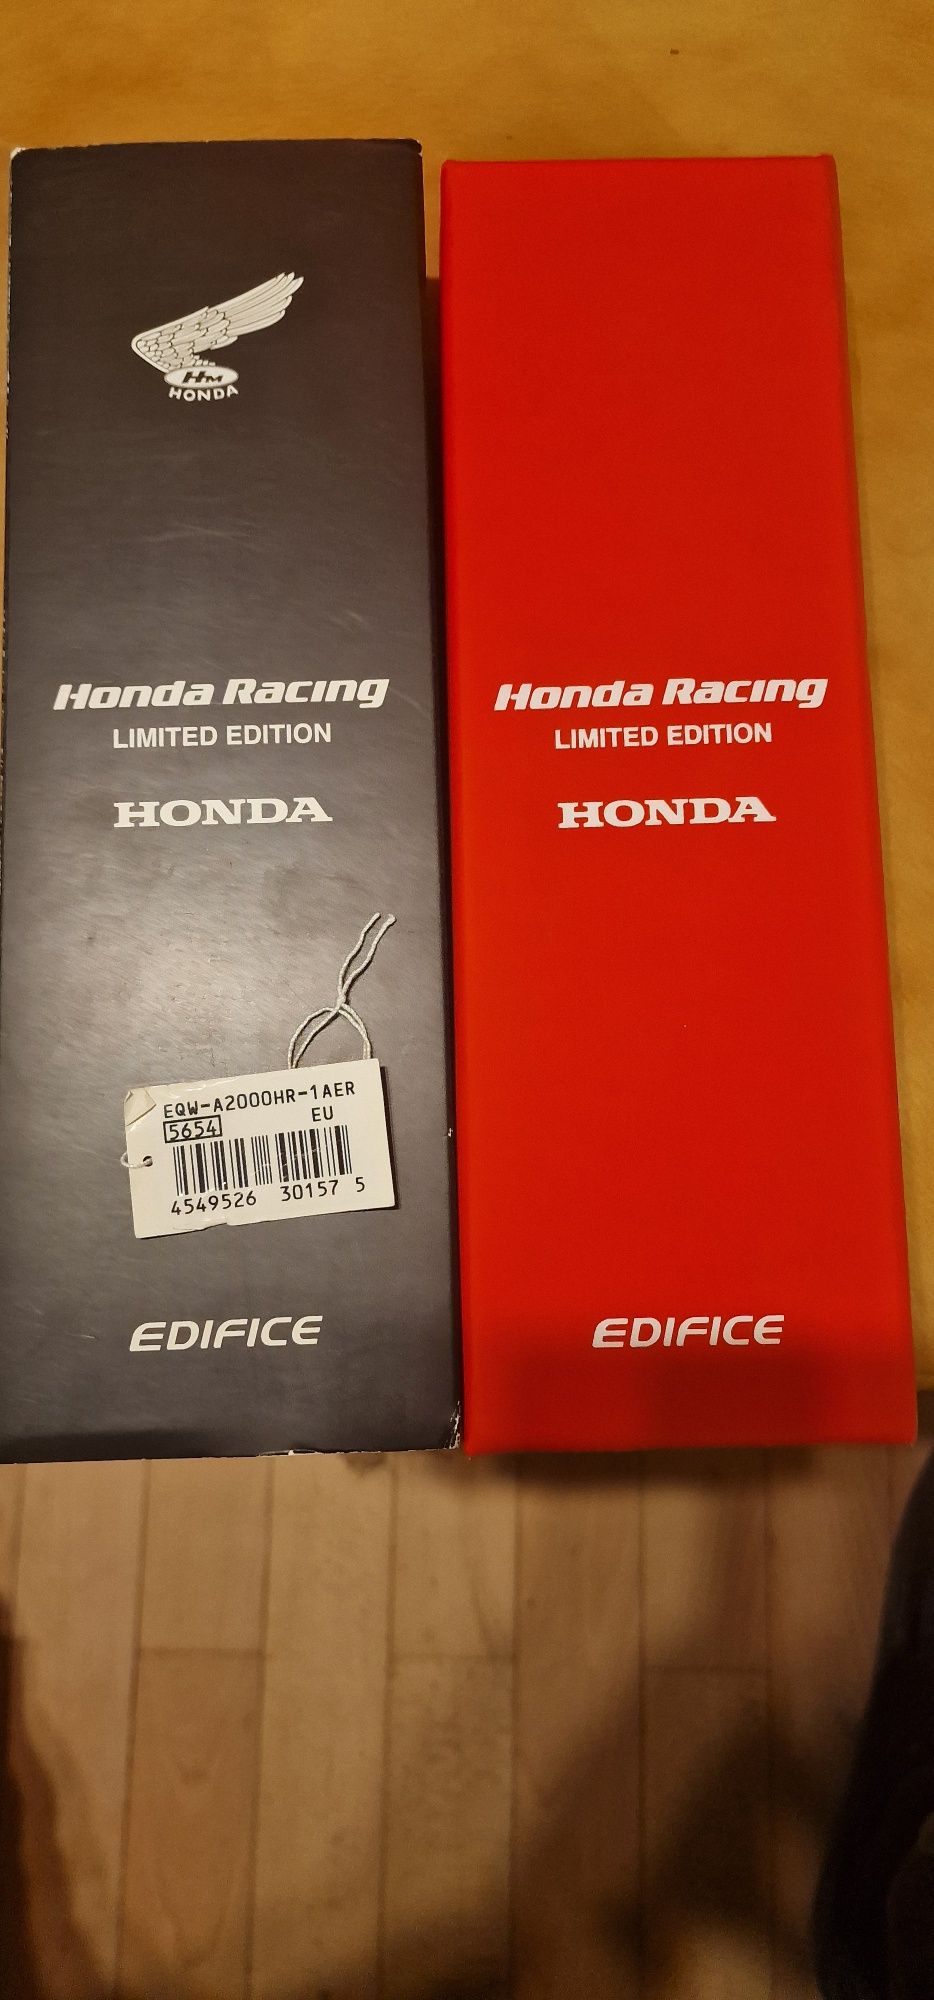 HM
HONDA
Honda Racing
LIMITED EDITION
HONDA
EQW-A2000HR-1AER
5654 EU
4549526 30157 5
EDIFICE
Honda Racing
LIMITED EDITION
HONDA
EDIFICE